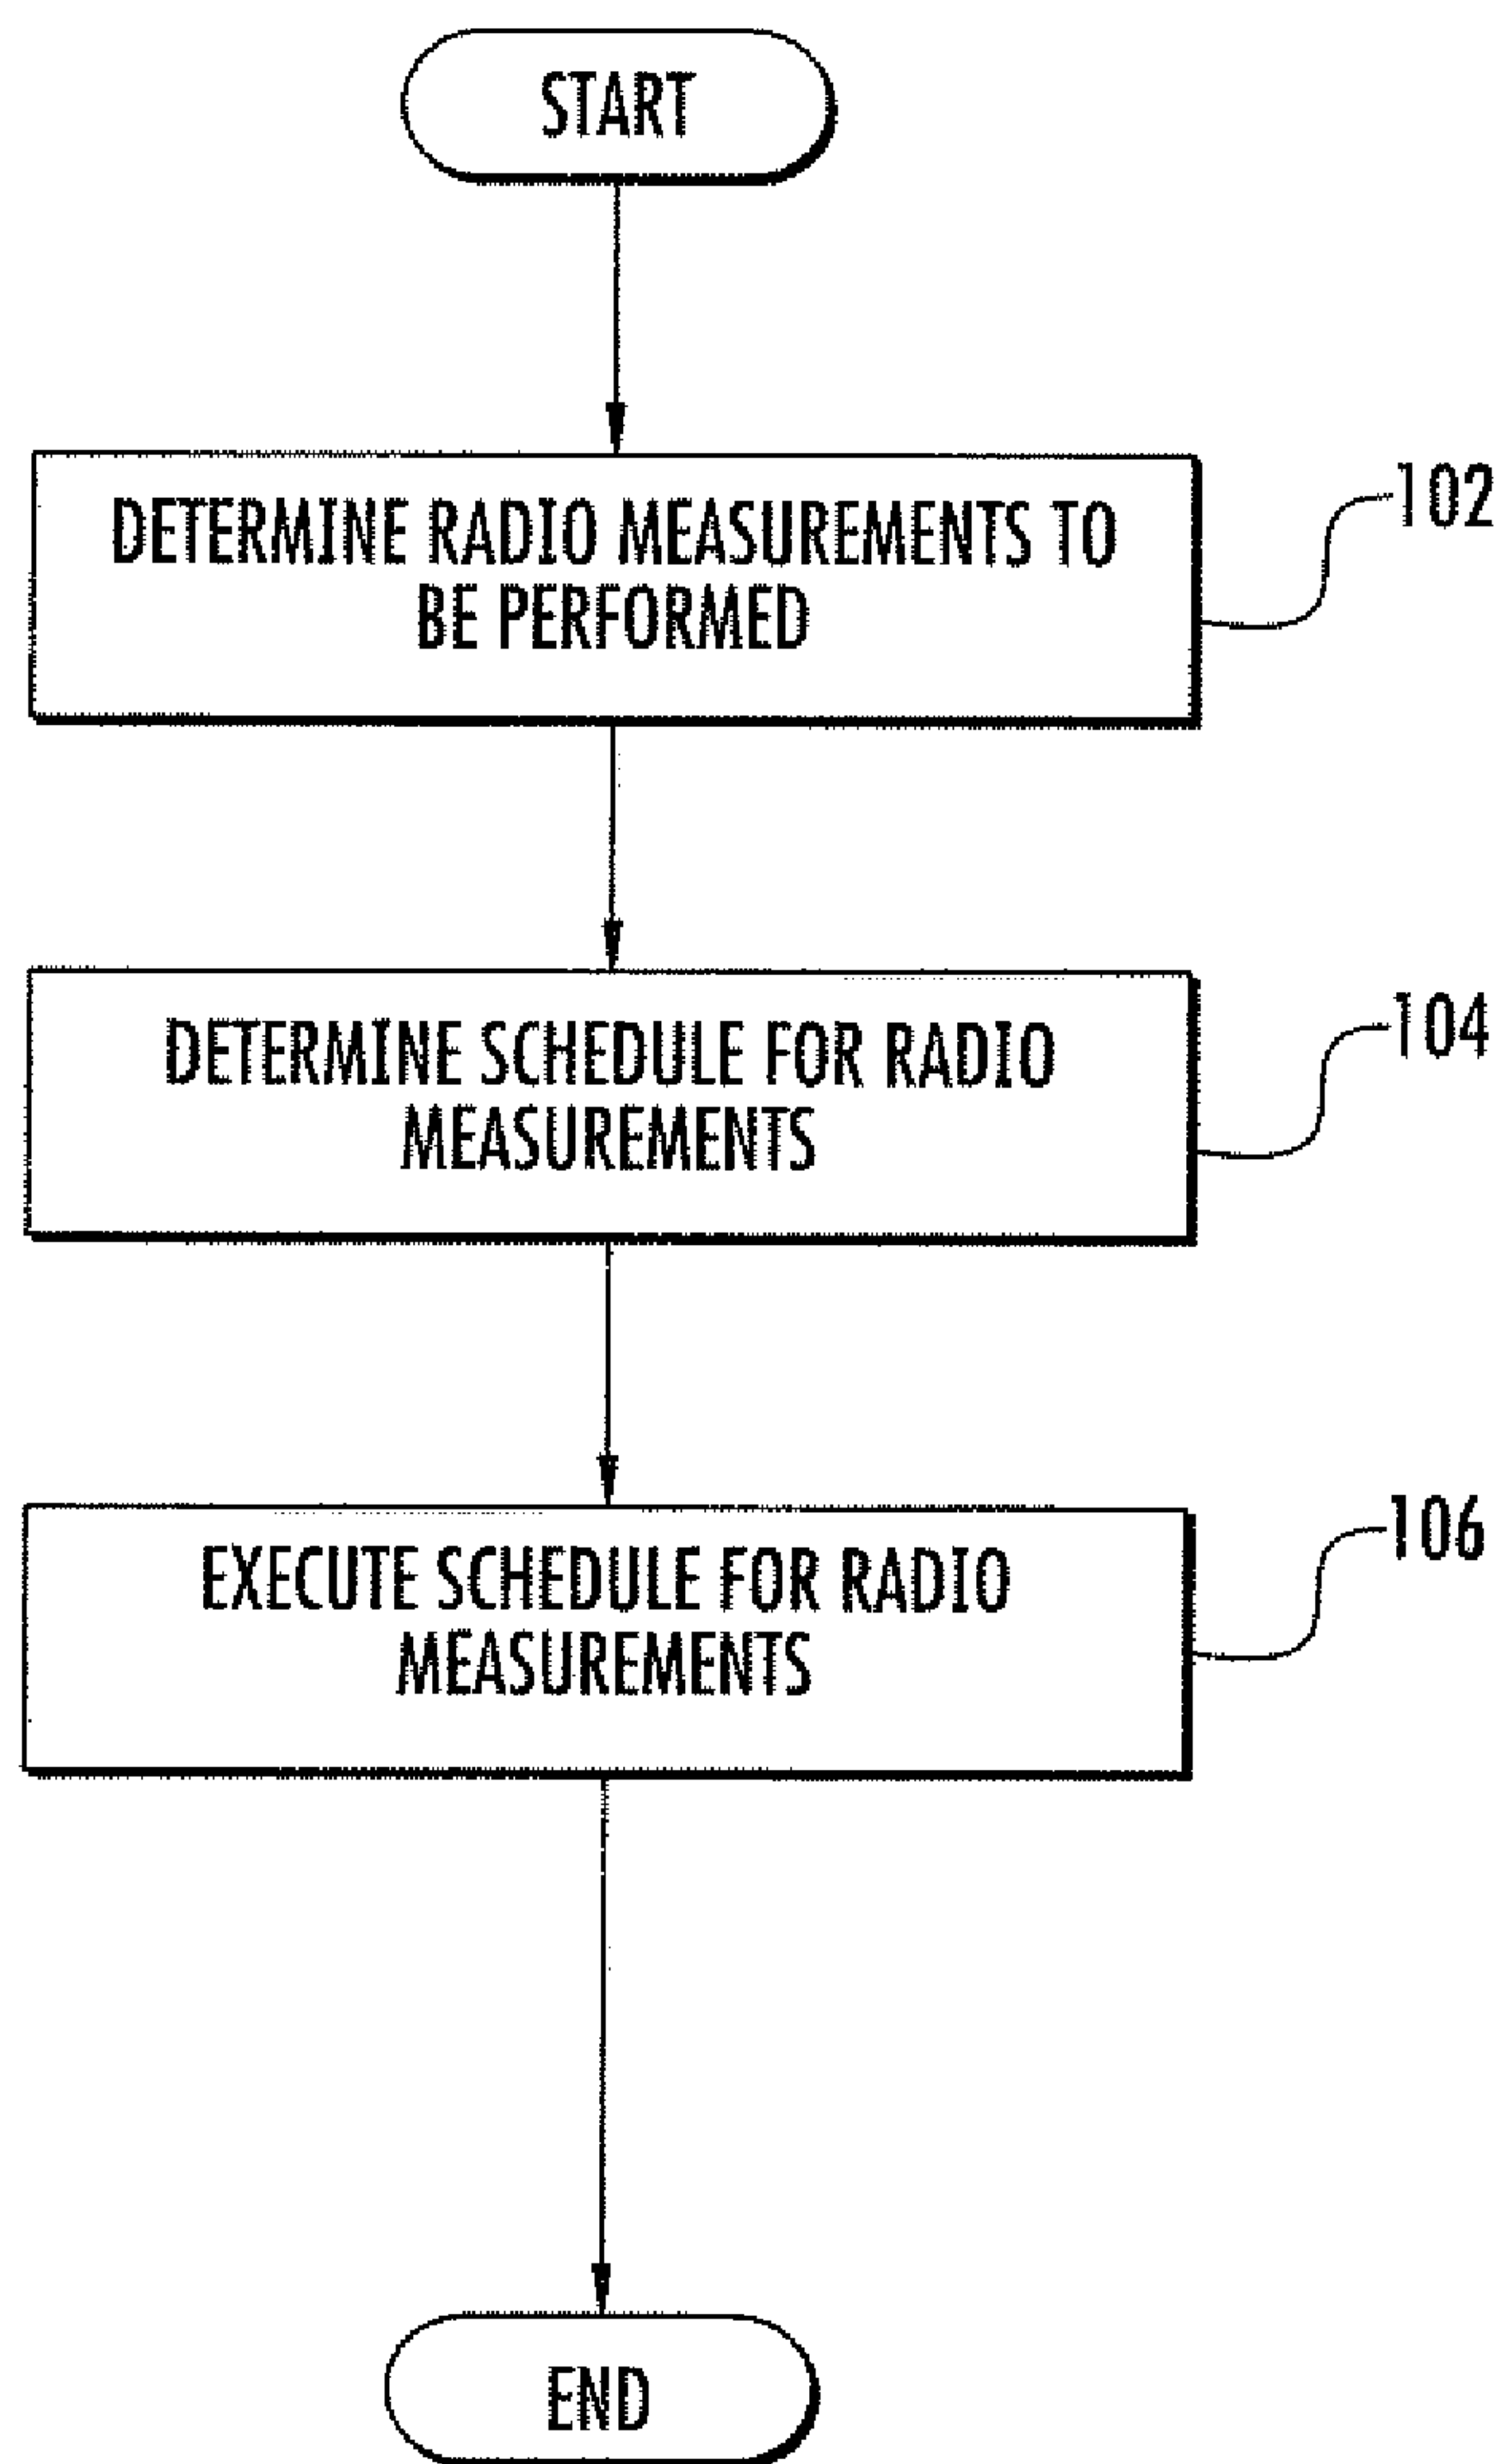 START
DETERMINE RADIO MEASUREMENTS TO
BE PERFORMED
102
DETERMINE SCHEDULE FOR RADIO
MEASUREMENTS
104
EXECUTE SCHEDULE FOR RADIO
MEASUREMENTS
106
END